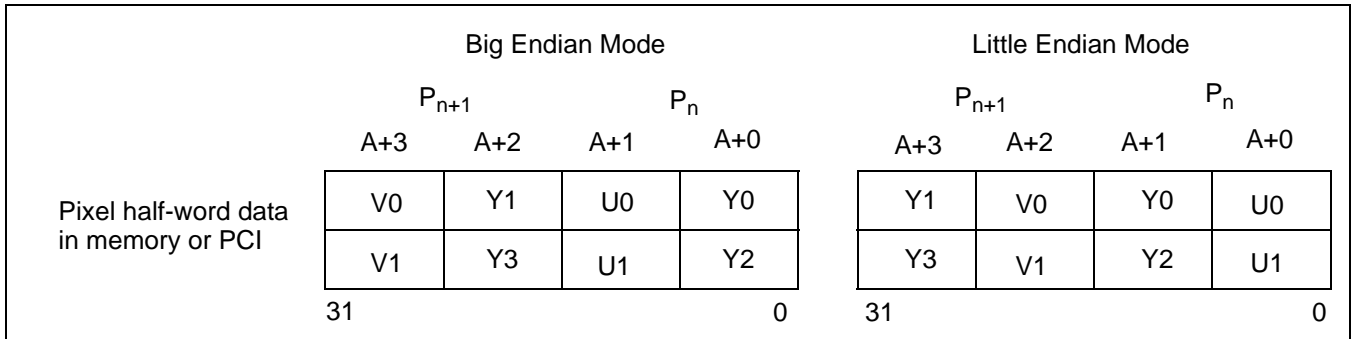 Big Endian Mode Little Endian Mode
Pn+1 Pn Pn+1 Pn
A+3 A+2 A+1 A+0 A+3 A+2 A+1 A+0
Pixel half-word data
in memory or PCI
V0 Y1 U0 Y0 Y1 V0 Y0 U0
V1 Y3 U1 Y2 Y3 V1 Y2 U1
31 0 31 0